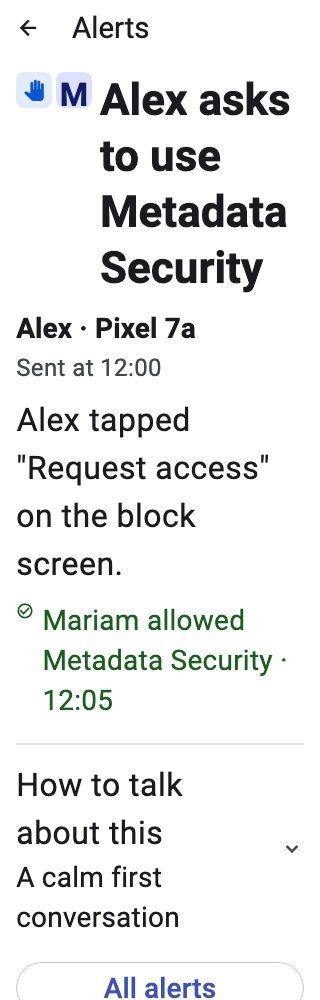 Alerts
M
Alex asks
to use
Metadata
Security
Alex · Pixel 7a
Sent at 12:00
Alex tapped
"Request access"
on the block
screen.
Mariam allowed
Metadata Security ·
12:05
How to talk
about this
A calm first
conversation
All alerts